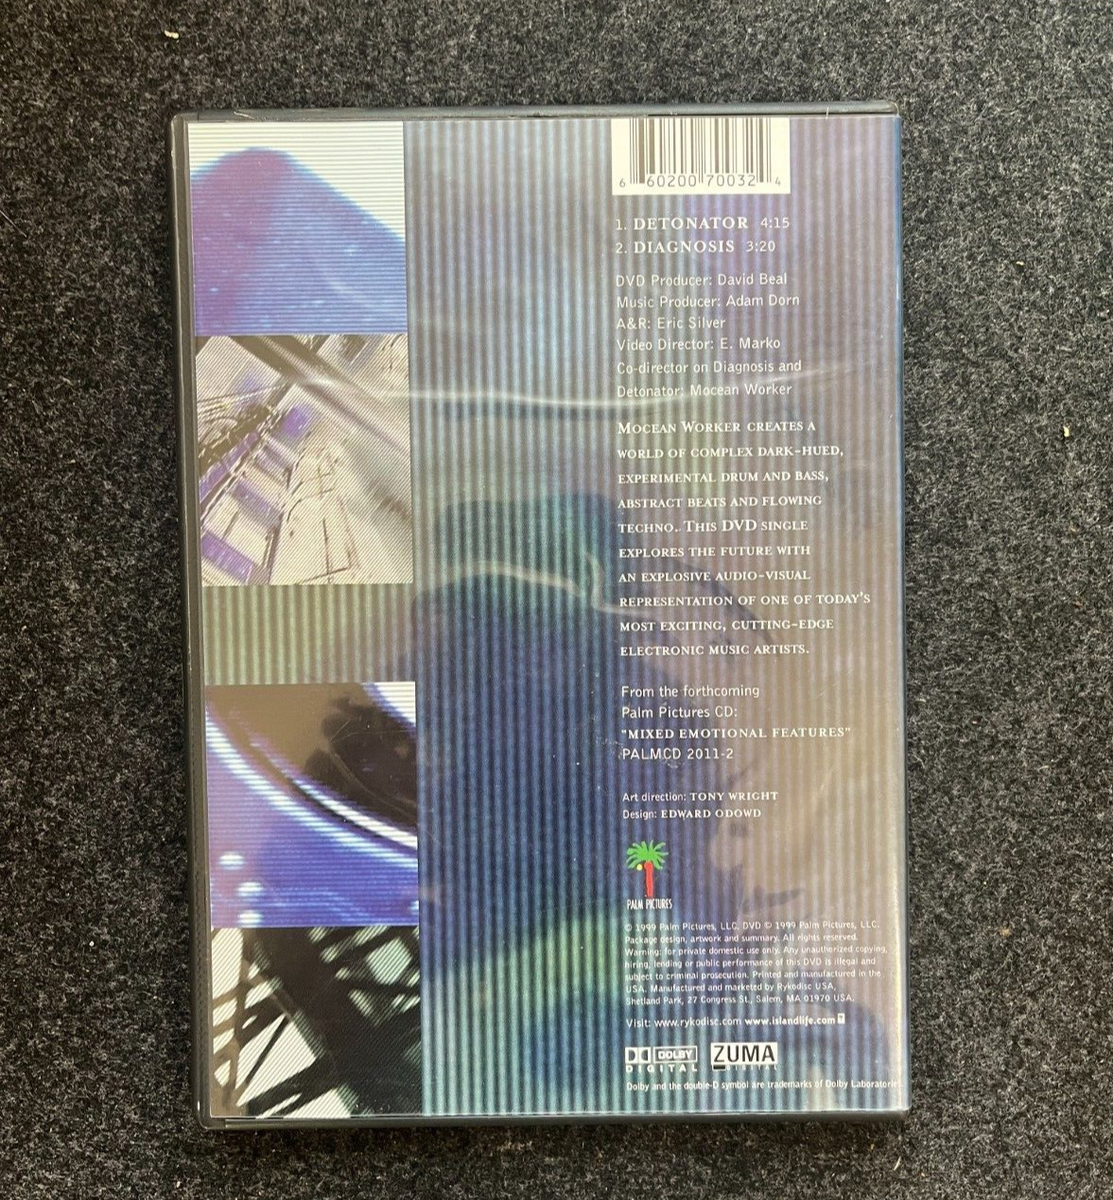 6 60200 70032 4
1. DETONATOR 4:15
2. DIAGNOSIS 3:20
DVD Producer: David Beal
Music Producer: Adam Dorn
A&R: Eric Silver
Video Director: E. Marko
Co-director on Diagnosis and
Detonator: Mocean Worker
MOCEAN WORKER CREATES A
WORLD OF COMPLEX DARK-HUED,
EXPERIMENTAL DRUM AND BASS,
ABSTRACT BEATS AND FLOWING
TECHNO. THIS DVD SINGLE
EXPLORES THE FUTURE WITH
AN EXPLOSIVE AUDIO-VISUAL
REPRESENTATION OF ONE OF TODAY'S
MOST EXCITING, CUTTING-EDGE
ELECTRONIC MUSIC ARTISTS.
From the forthcoming
Palm Pictures CD:
"MIXED EMOTIONAL FEATURES"
PALMCD 2011-2
Art direction: TONY WRIGHT
Design: EDWARD ODOWD
PALM PICTURES
© 1999 Palm Pictures, LLC. DVD © 1999 Palm Pictures, LLC.
Package design, artwork and summary. All rights reserved.
Warning: for private domestic use only. Any unauthorized copying,
hiring, lending or public performance of this DVD is illegal and
subject to criminal prosecution. Printed and manufactured in the
USA. Manufactured and marketed by Rykodisc USA,
Shetland Park, 27 Congress St., Salem, MA 01970 USA.
Visit: www.rykodisc.com www.islandlife.com
DOLBY
DIGITAL
ZUMA
DIGITAL
Dolby and the double-D symbol are trademarks of Dolby Laboratories.